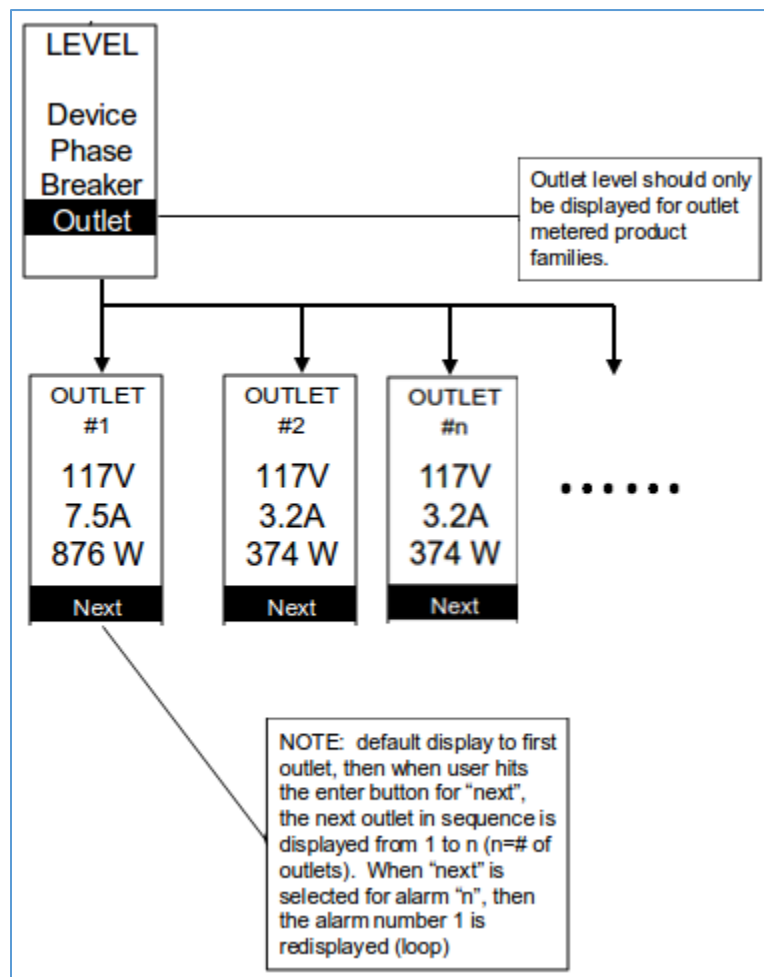 LEVEL
Device
Phase
Breaker
Outlet
Outlet level should only
be displayed for outlet
metered product
families.
OUTLET
#1
117V
7.5A
876 W
Next
OUTLET
#2
117V
3.2A
374 W
Next
OUTLET
#n
117V
3.2A
374 W
Next
......
NOTE:  default display to first
outlet, then when user hits
the enter button for “next”,
the next outlet in sequence is
displayed from 1 to n (n=# of
outlets).  When “next” is
selected for alarm “n”, then
the alarm number 1 is
redisplayed (loop)